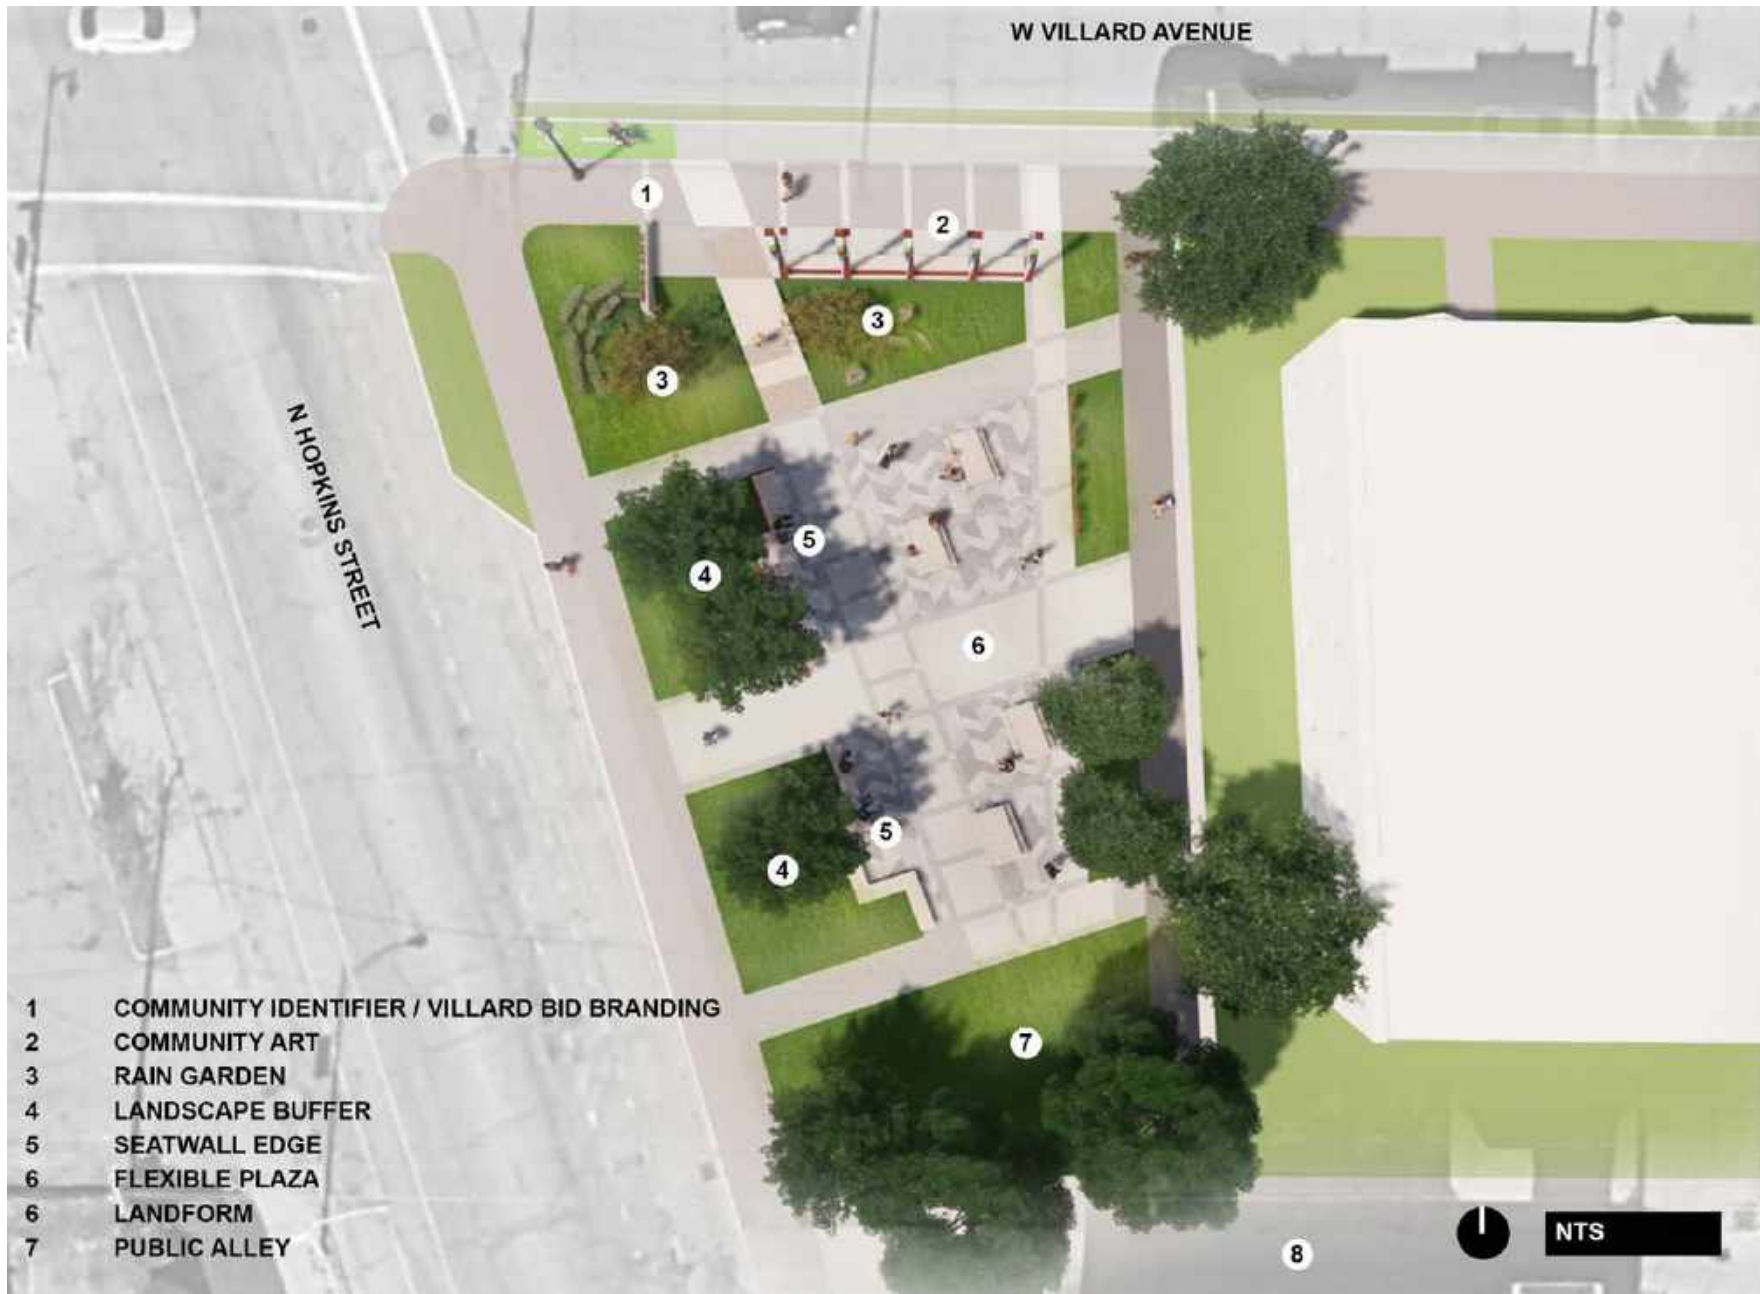 W VILLARD AVENUE
1
2
3
3
N HOPKINS STREET
5
4
6
5
4
7
8
1 COMMUNITY IDENTIFIER / VILLARD BID BRANDING
2 COMMUNITY ART
3 RAIN GARDEN
4 LANDSCAPE BUFFER
5 SEATWALL EDGE
6 FLEXIBLE PLAZA
6 LANDFORM
7 PUBLIC ALLEY
NTS